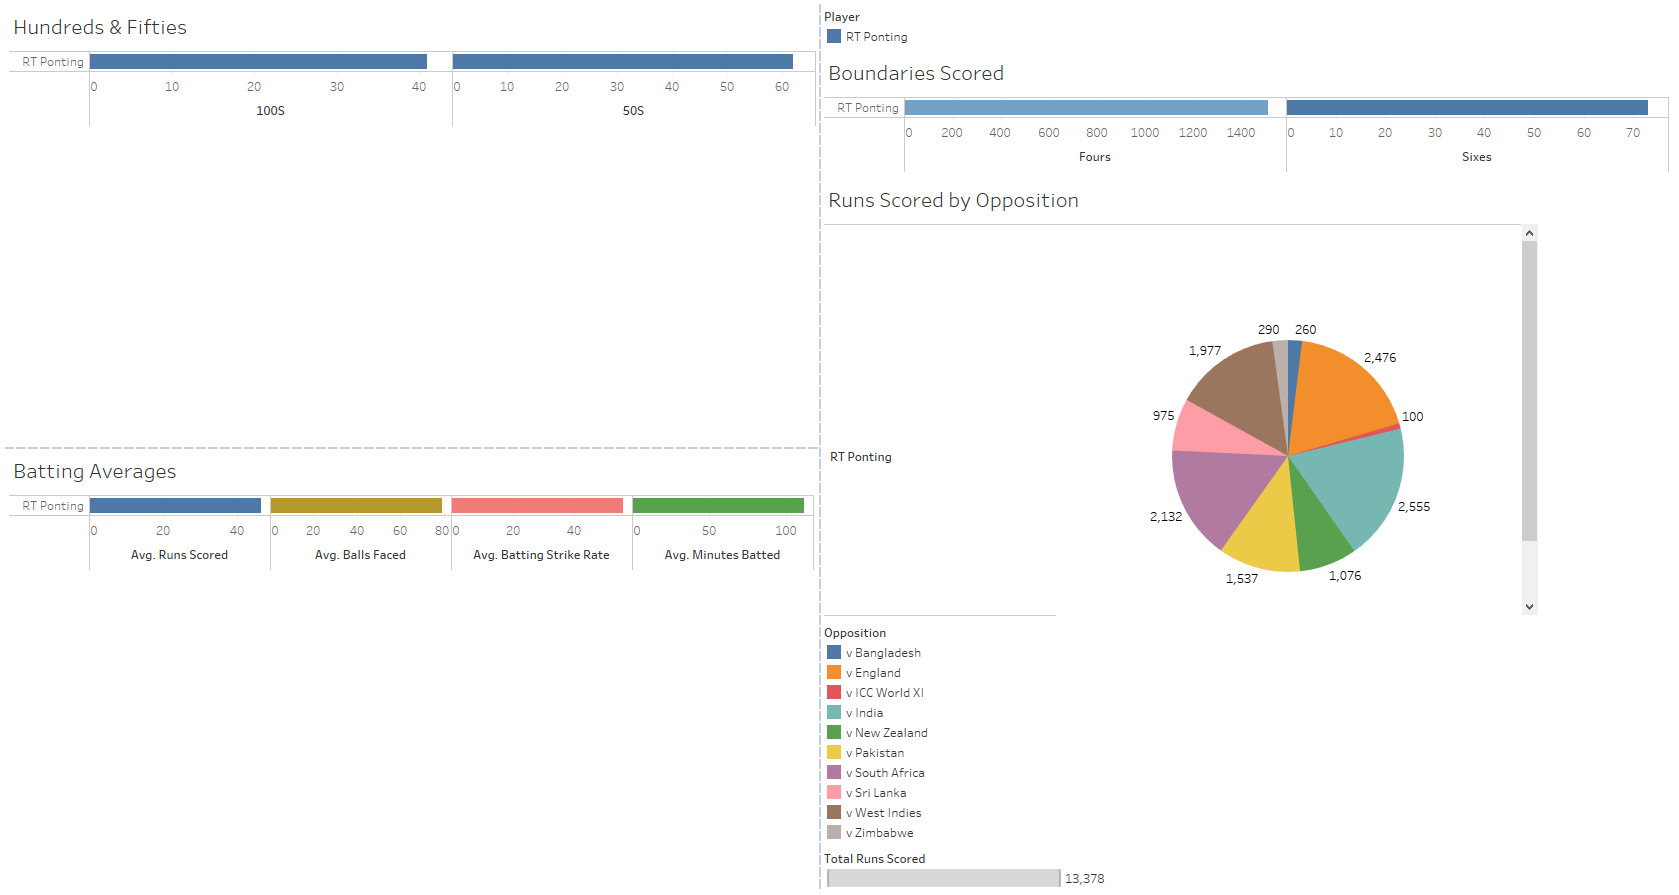 Hundreds & Fifties
RT Ponting
0 10 20 30 40 0 10 20 30 40 50 60
100S 50S
Batting Averages
RT Ponting
0 20 40 0 20 40 60 80 0 20 40 0 50 100
Avg. Runs Scored Avg. Balls Faced Avg. Batting Strike Rate Avg. Minutes Batted
Player
RT Ponting
Boundaries Scored
RT Ponting
0 200 400 600 800 1000 1200 1400 0 10 20 30 40 50 60 70
Fours Sixes
Runs Scored by Opposition
290 260
1,977 2,476
975 100
RT Ponting
2,132 2,555
1,537 1,076
Opposition
v Bangladesh
v England
v ICC World XI
v India
v New Zealand
v Pakistan
v South Africa
v Sri Lanka
v West Indies
v Zimbabwe
Total Runs Scored
13,378